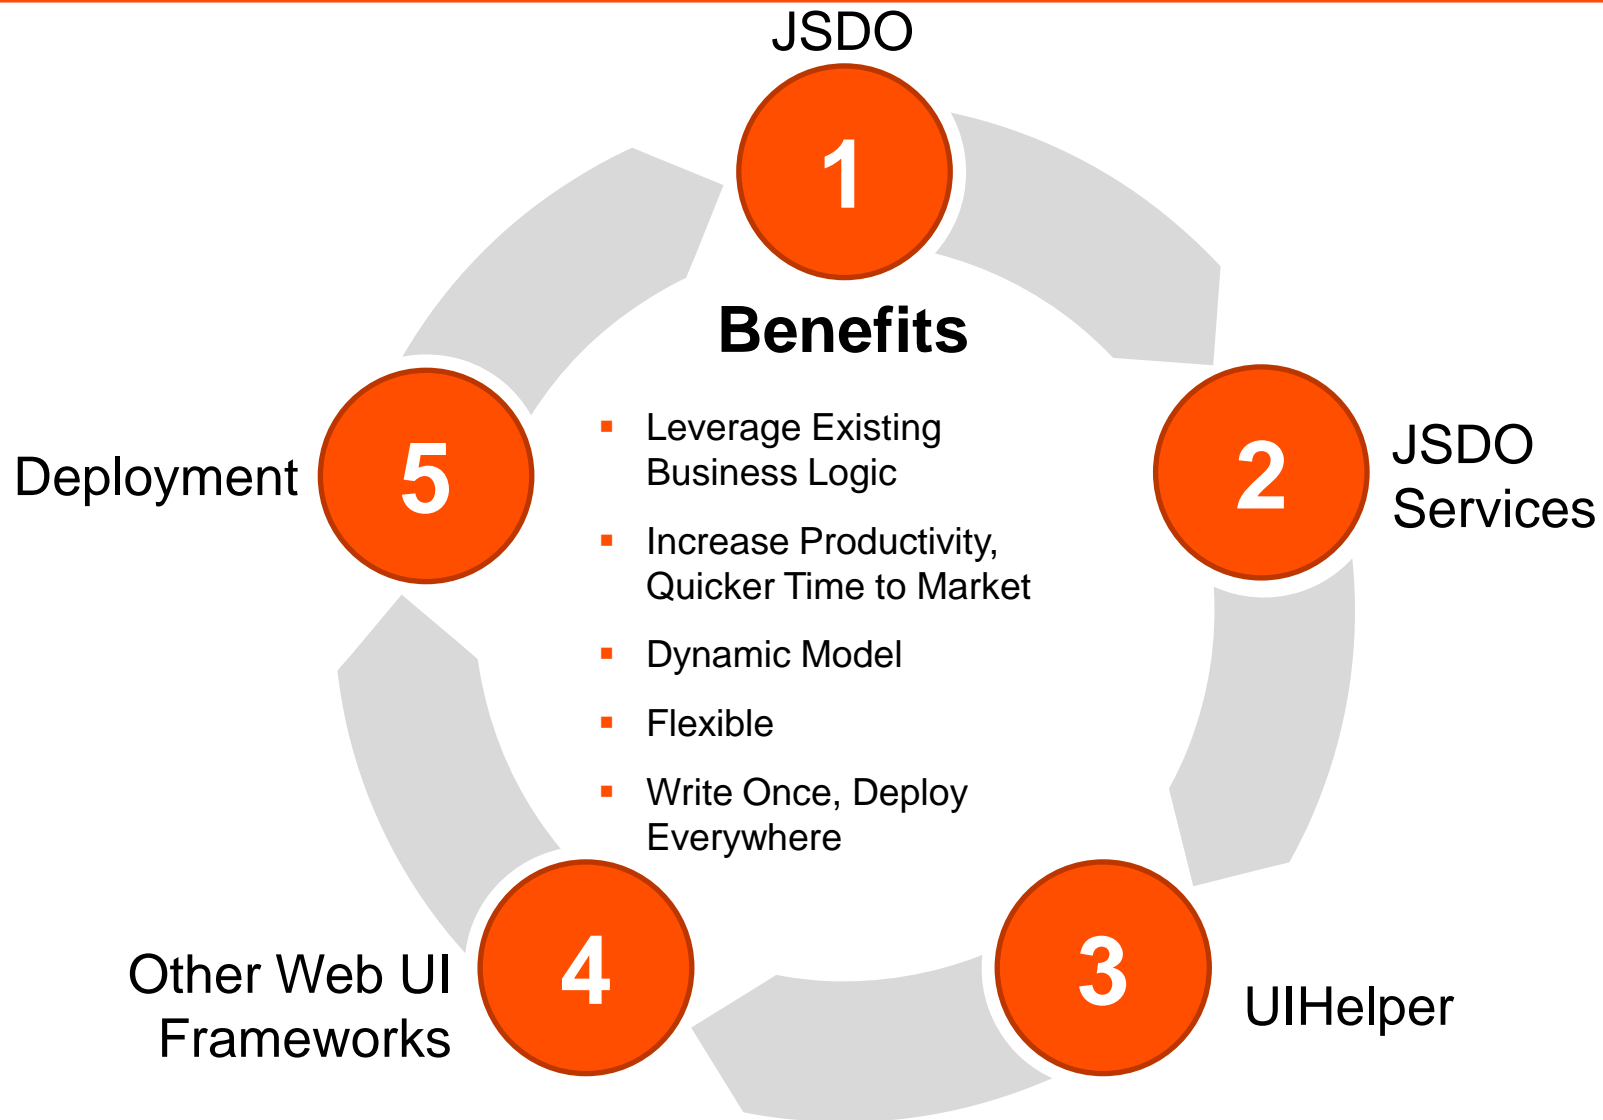 JSDO
1
Benefits
Leverage Existing
Business Logic
Increase Productivity,
Quicker Time to Market
Dynamic Model
Flexible
Write Once, Deploy
Everywhere
2
JSDO
Services
3
UIHelper
4
Other Web UI
Frameworks
5
Deployment